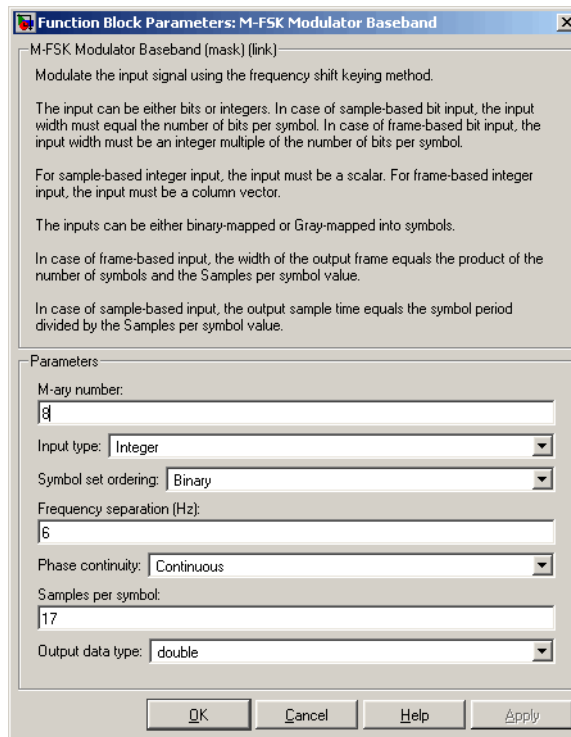 Function Block Parameters: M-FSK Modulator Baseband
M-FSK Modulator Baseband (mask) (link)
Modulate the input signal using the frequency shift keying method.
The input can be either bits or integers. In case of sample-based bit input, the input
width must equal the number of bits per symbol. In case of frame-based bit input, the
input width must be an integer multiple of the number of bits per symbol.
For sample-based integer input, the input must be a scalar. For frame-based integer
input, the input must be a column vector.
The inputs can be either binary-mapped or Gray-mapped into symbols.
In case of frame-based input, the width of the output frame equals the product of the
number of symbols and the Samples per symbol value.
In case of sample-based input, the output sample time equals the symbol period
divided by the Samples per symbol value.
Parameters
M-ary number:
8
Input type: Integer
Symbol set ordering: Binary
Frequency separation (Hz):
6
Phase continuity: Continuous
Samples per symbol:
17
Output data type: double
OK Cancel Help Apply